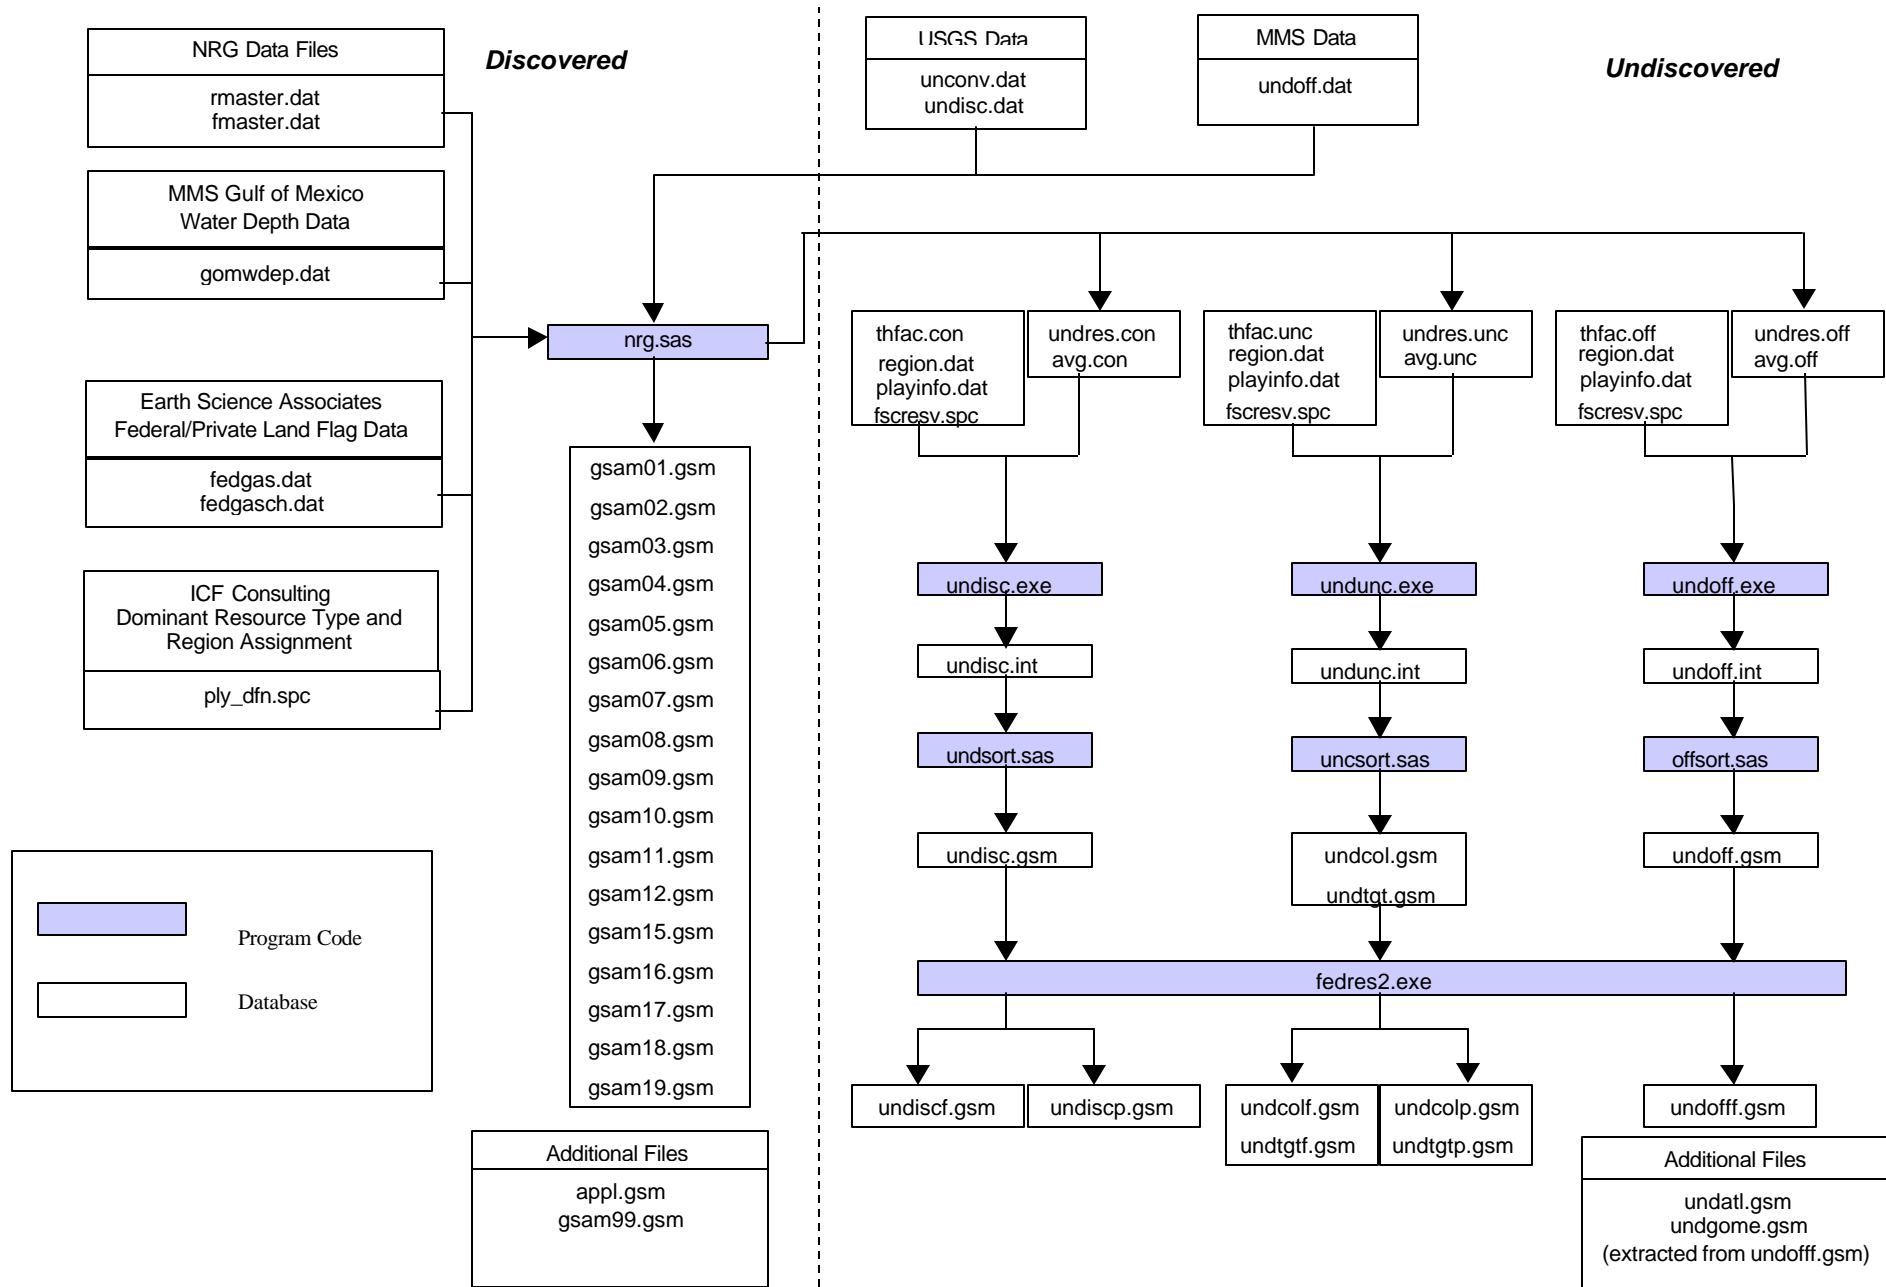 NRG Data Files
rmaster.dat
fmaster.dat
MMS Gulf of Mexico
Water Depth Data
gomwdep.dat
Earth Science Associates
Federal/Private Land Flag Data
fedgas.dat
fedgasch.dat
ICF Consulting
Dominant Resource Type and
Region Assignment
ply_dfn.spc
Program Code
Database
Discovered
nrg.sas
gsam01.gsm
gsam02.gsm
gsam03.gsm
gsam04.gsm
gsam05.gsm
gsam06.gsm
gsam07.gsm
gsam08.gsm
gsam09.gsm
gsam10.gsm
gsam11.gsm
gsam12.gsm
gsam15.gsm
gsam16.gsm
gsam17.gsm
gsam18.gsm
gsam19.gsm
Additional Files
appl.gsm
gsam99.gsm
USGS Data
unconv.dat
undisc.dat
MMS Data
undoff.dat
Undiscovered
thfac.con
region.dat
playinfo.dat
fscresv.spc
undres.con
avg.con
thfac.unc
region.dat
playinfo.dat
fscresv.spc
undres.unc
avg.unc
thfac.off
region.dat
playinfo.dat
fscresv.spc
undres.off
avg.off
undisc.exe
undunc.exe
undoff.exe
undisc.int
undunc.int
undoff.int
undsort.sas
uncsort.sas
offsort.sas
undisc.gsm
undcol.gsm
undtgt.gsm
undoff.gsm
fedres2.exe
undiscf.gsm
undiscp.gsm
undcolf.gsm
undtgtf.gsm
undcolp.gsm
undtgtp.gsm
undofff.gsm
Additional Files
undatl.gsm
undgome.gsm
(extracted from undofff.gsm)